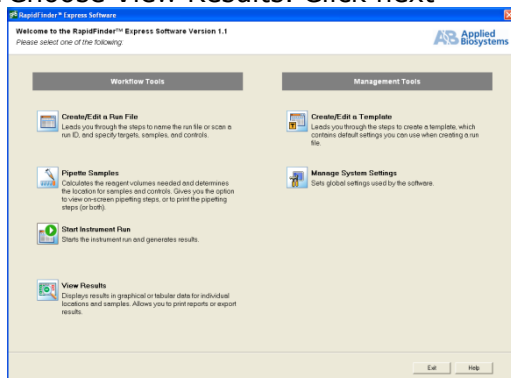 Choose View Results. Click next
RapidFinder™ Express Software
Welcome to the RapidFinder™ Express Software Version 1.1
Please select one of the following:
AB Applied
Biosystems
Workflow Tools
Create/Edit a Run File
Leads you through the steps to name the run file or scan a
run ID, and specify targets, samples, and controls.
Pipette Samples
Calculates the reagent volumes needed and determines
the location for samples and controls. Gives you the option
to view on-screen pipetting steps, or to print the pipetting
steps (or both).
Start Instrument Run
Starts the instrument run and generates results.
View Results
Displays results in graphical or tabular data for individual
locations and samples. Allows you to print reports or export
results.
Management Tools
Create/Edit a Template
Leads you through the steps to create a template, which
contains default settings you can use when creating a run
file.
Manage System Settings
Sets global settings used by the software.
Exit
Help